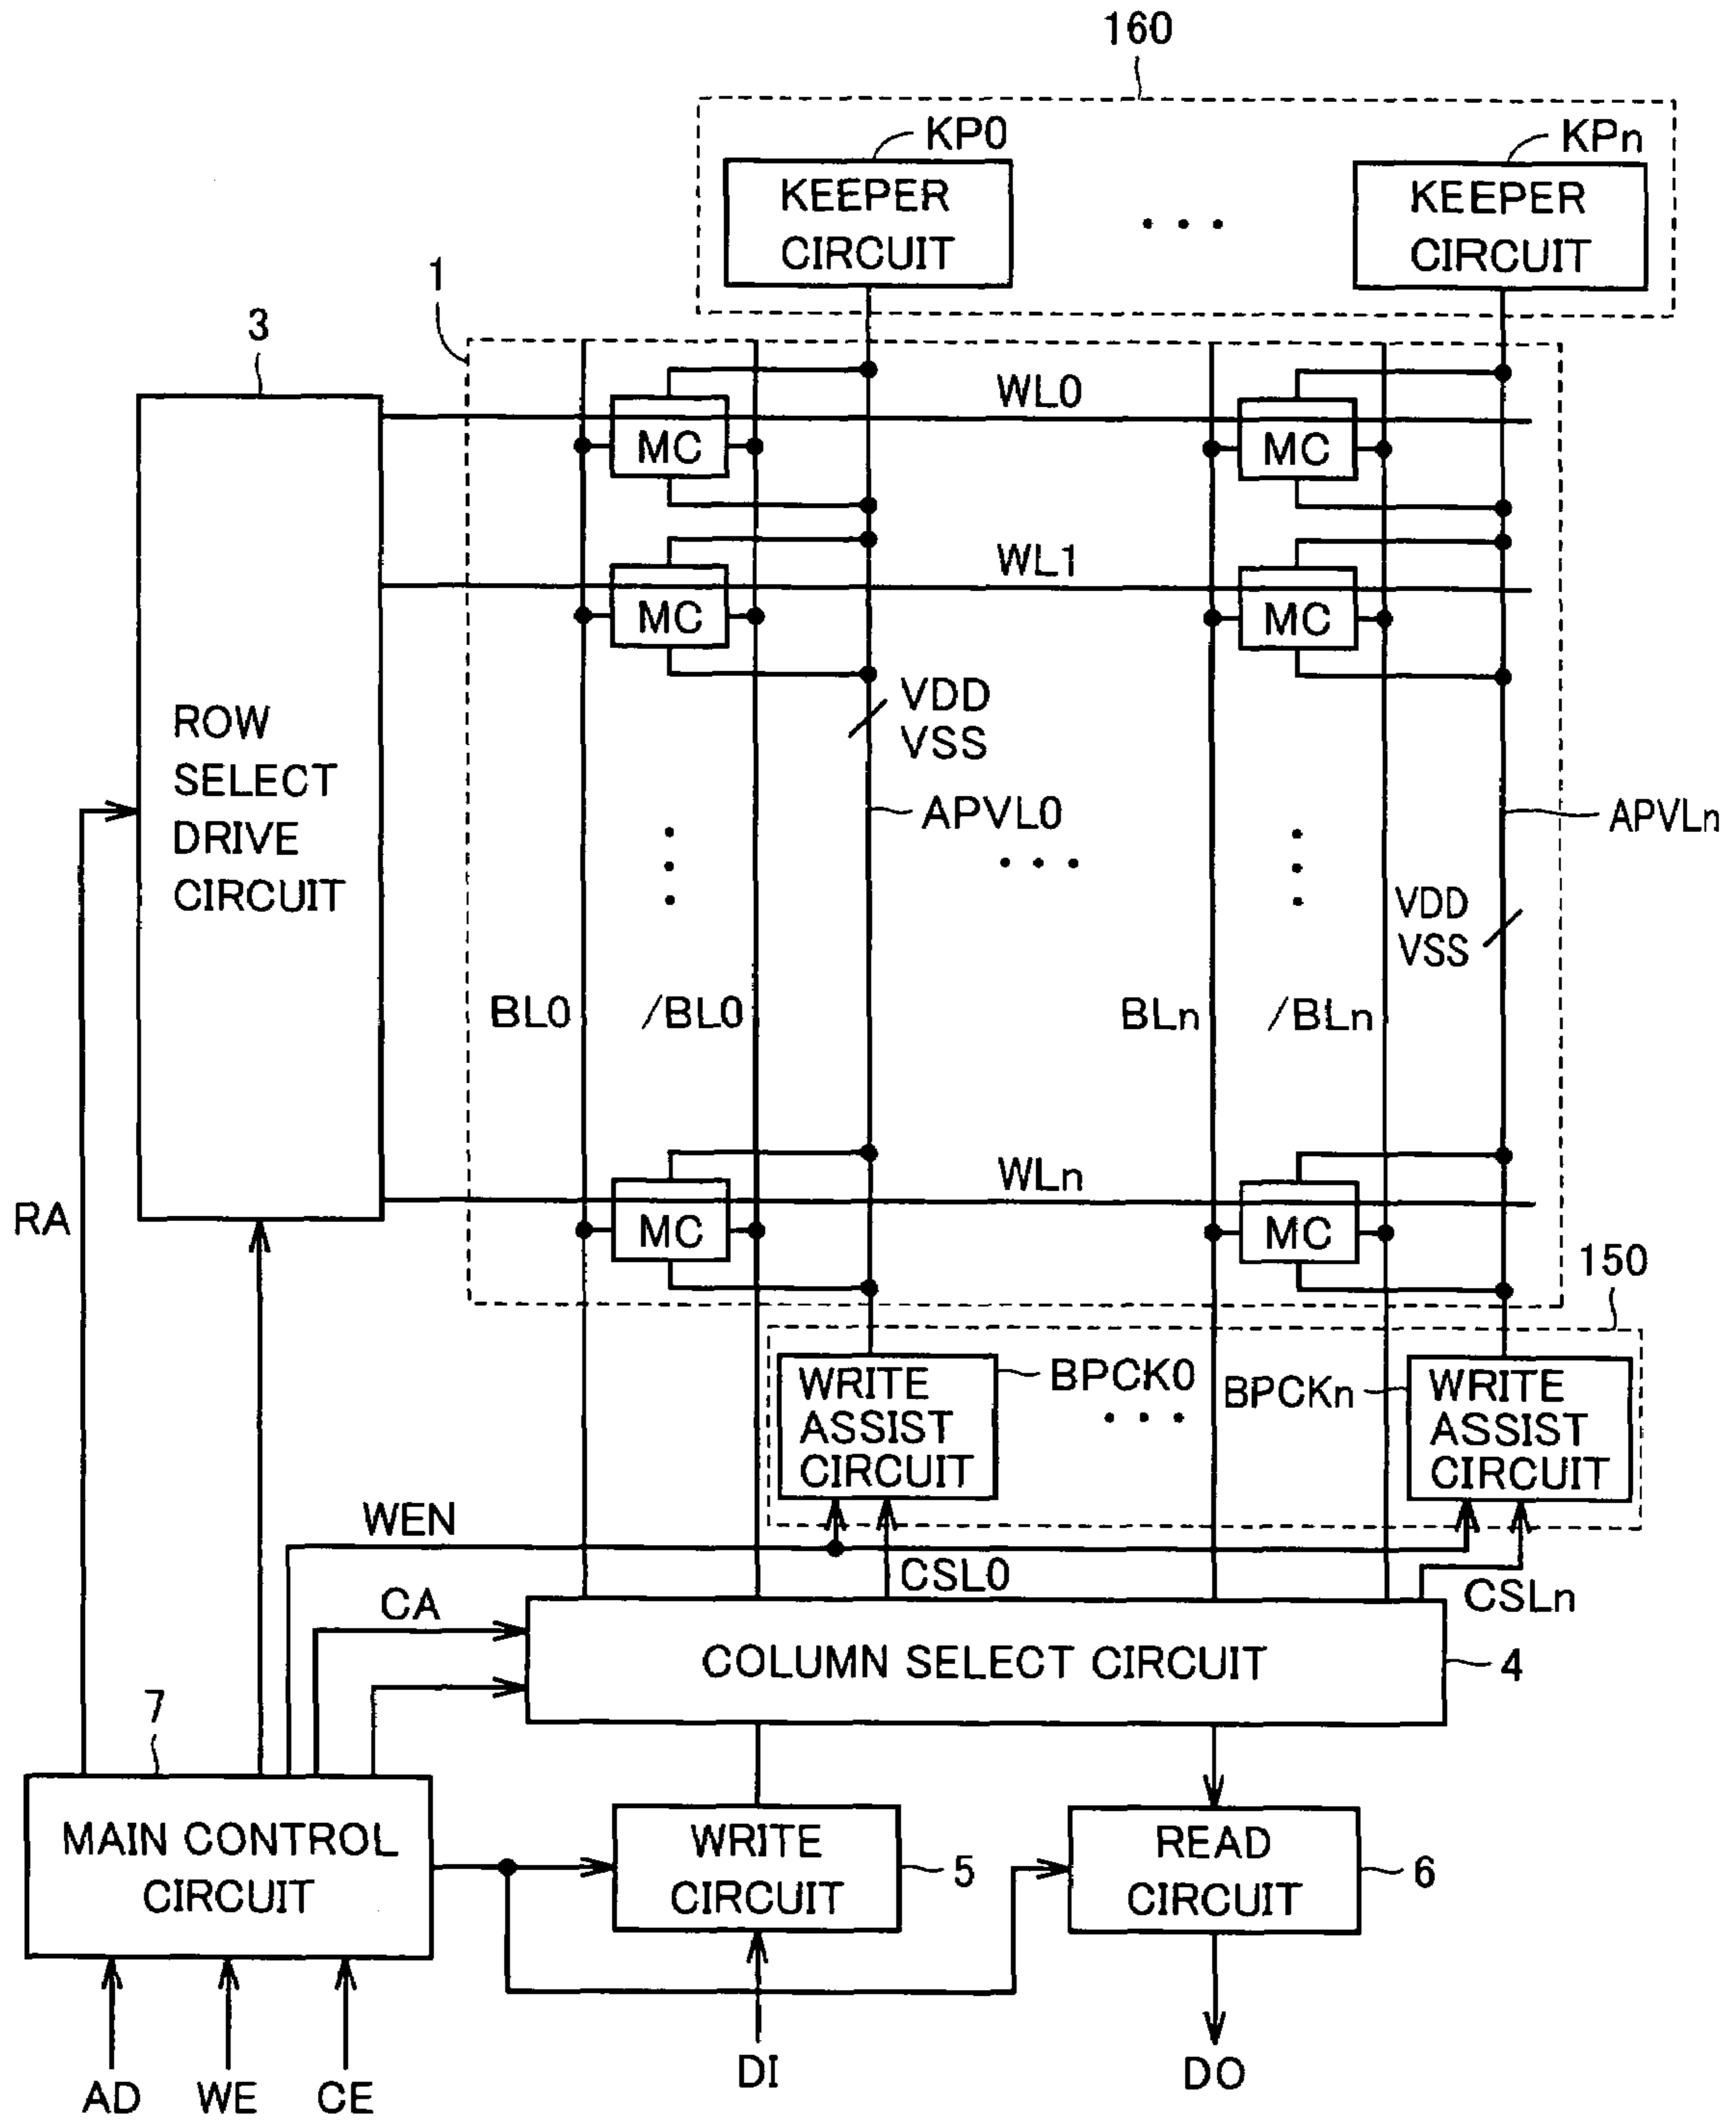 160
KP0
KPn
KEEPER
CIRCUIT
KEEPER
CIRCUIT
1
3
WL0
MC
MC
WL1
MC
MC
VDD
VSS
ROW
SELECT
DRIVE
CIRCUIT
APVL0
APVLn
VDD
VSS
BL0
/BL0
BLn
/BLn
WLn
RA
MC
MC
150
WRITE
ASSIST
CIRCUIT
BPCK0
BPCKn
WRITE
ASSIST
CIRCUIT
WEN
CSL0
CSLn
CA
COLUMN SELECT CIRCUIT
4
7
MAIN CONTROL
CIRCUIT
WRITE
CIRCUIT
5
READ
CIRCUIT
6
AD
WE
CE
DI
DO